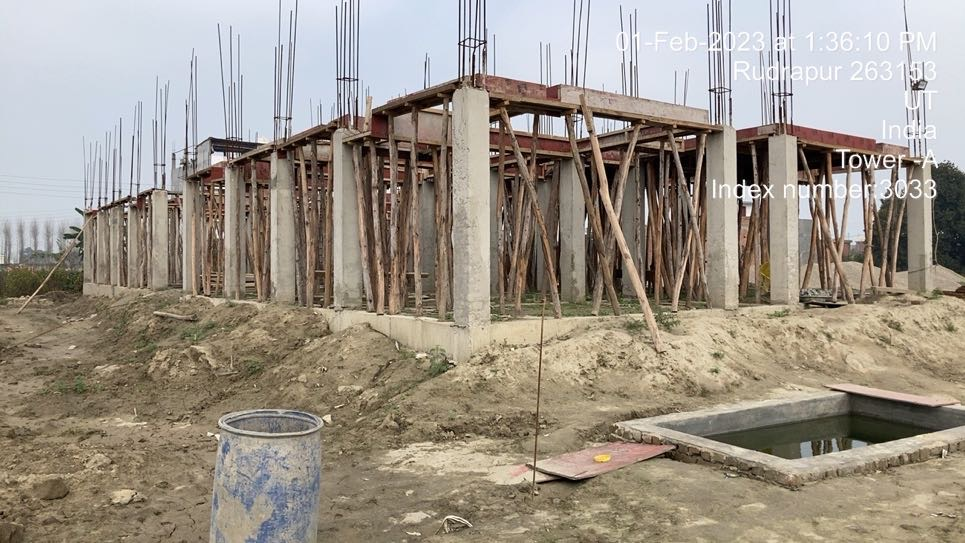 01-Feb-2023 at 1:36:10 PM
Rudrapur 263153
UT
India
Tower -A
Index number:3033